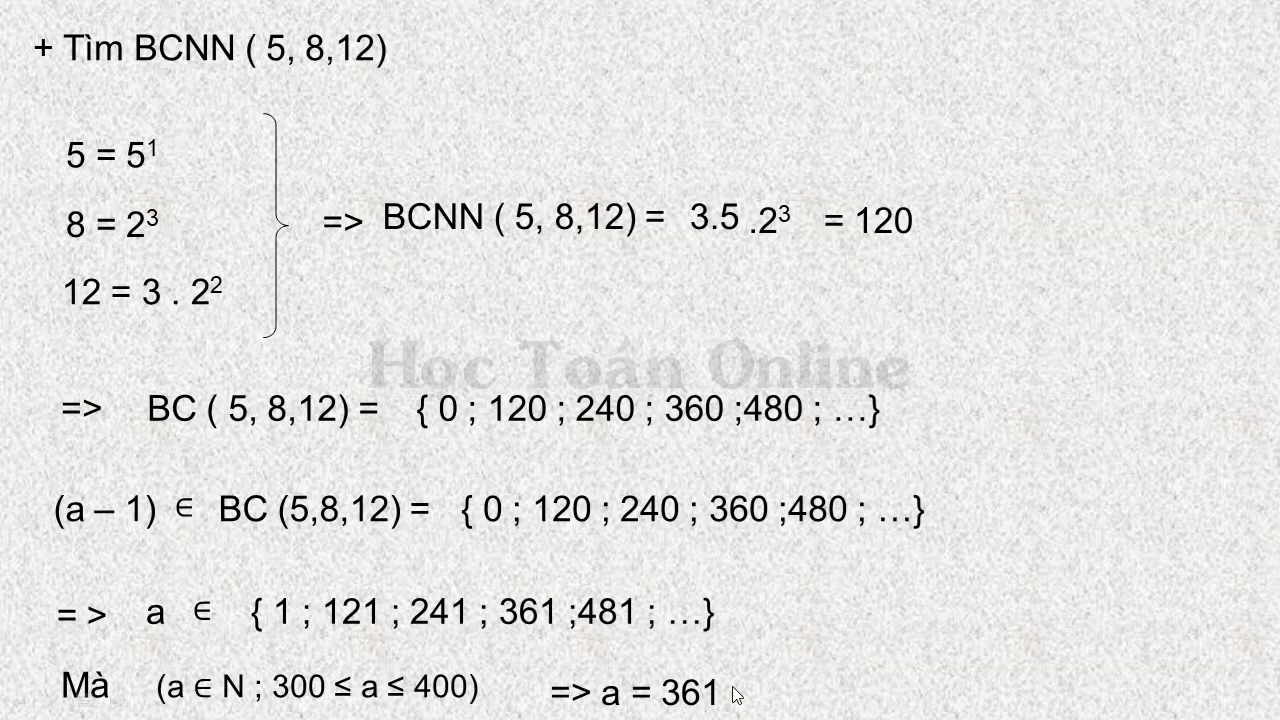 + Tìm BCNN ( 5, 8,12)
5 = 5¹
8 = 2³
12 = 3 . 2²
=> BCNN ( 5, 8,12) = 3.5 .2³ = 120
Học Toán Online
=> BC ( 5, 8,12) = { 0 ; 120 ; 240 ; 360 ;480 ; …}
(a – 1) ∈ BC (5,8,12) = { 0 ; 120 ; 240 ; 360 ;480 ; …}
= > a ∈ { 1 ; 121 ; 241 ; 361 ;481 ; …}
Mà (a ∈ N ; 300 ≤ a ≤ 400) => a = 361